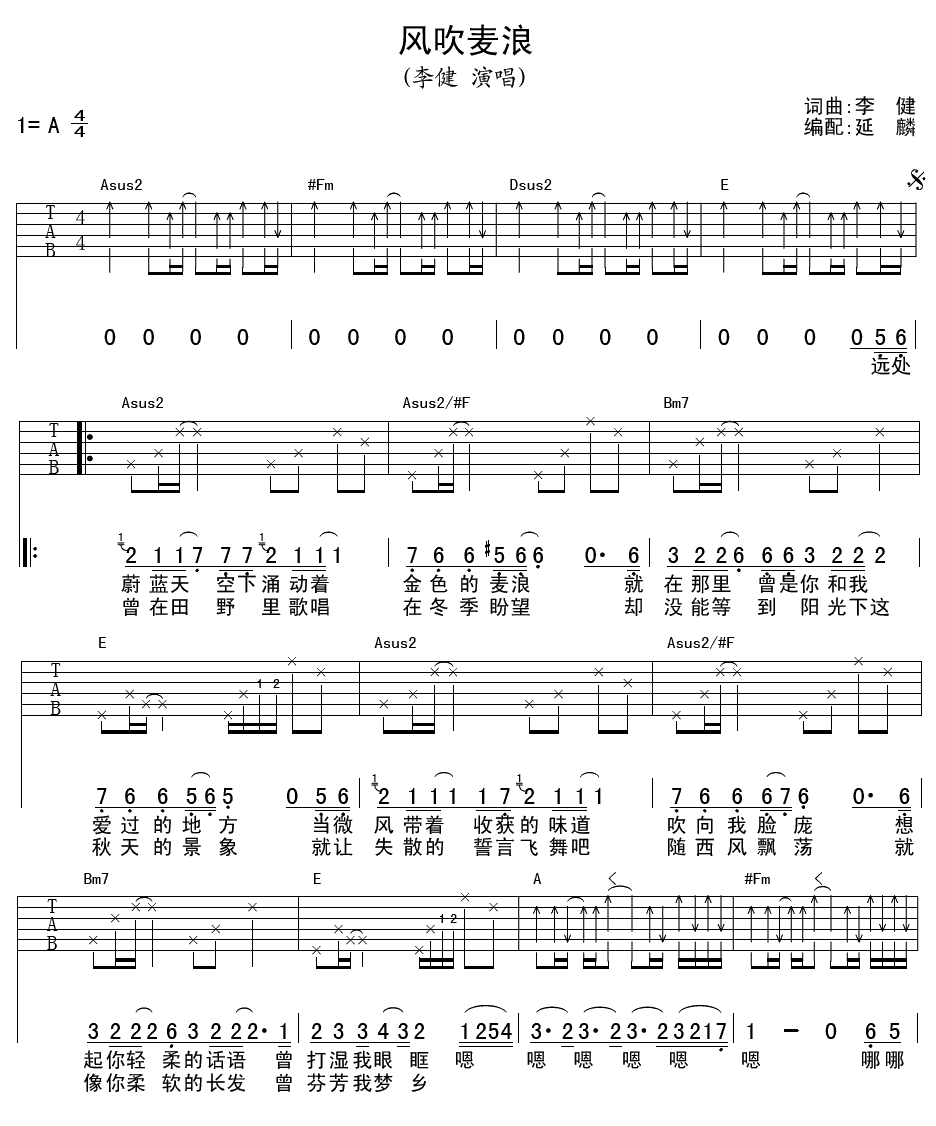 风吹麦浪
(李健 演唱)
词曲:李 健
1= A 4/4
编配:延 麟
Asus2 #Fm Dsus2 E
T A B 4 4
0 0 0 0 0 0 0 0 0 0 0 0 0 0 0 0 5 6
远处
Asus2 Asus2/#F Bm7
T A B
1 2 1 1 7 7 7 1 2 1 1 1 7 6 6 #5 6 6 0· 6 3 2 2 6 6 6 3 2 2 2
蔚蓝天 空下涌动着 金色的麦浪 就在那里 曾是你和我
曾在田 野里歌唱 在冬季盼望 却没能等到 阳光下这
E Asus2 Asus2/#F
T A B 1 2
7 6 6 5 6 5 0 5 6 1 2 1 1 1 1 7 1 2 1 1 1 7 6 6 6 7 6 0· 6
爱过的地方 当微风带着 收获的味道 吹向我脸庞 想
秋天的景象 就让失散的 誓言飞舞吧 随西风飘荡 就
Bm7 E A #Fm
T A B 1 2
3 2 2 2 6 3 2 2 2· 1 2 3 3 4 3 2 1 2 5 4 3· 2 3· 2 3· 2 3 2 1 7 1 – 0 6 5
起你轻 柔的话语 曾打湿我眼 眶 嗯 嗯 嗯 嗯 嗯 嗯 哪哪
像你柔 软的长发 曾芬芳我梦 乡